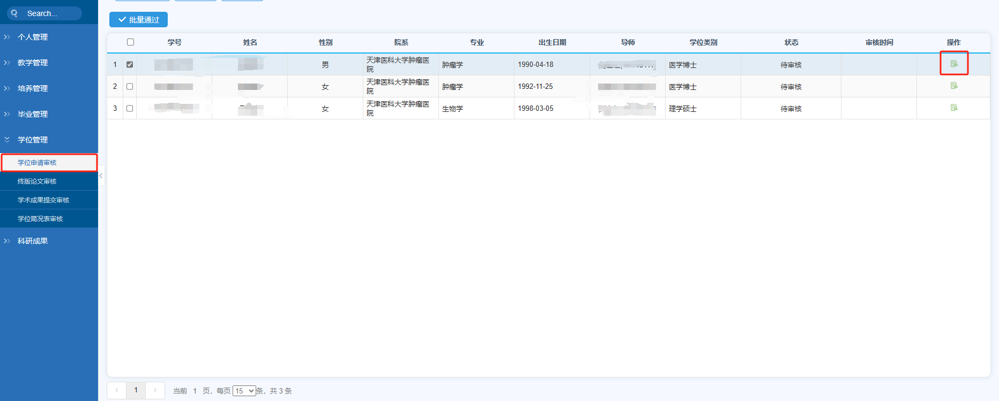 Search...
个人管理
教学管理
培养管理
毕业管理
学位管理
学位申请审核
终版论文审核
学术成果提交审核
学位简况表审核
科研成果
批量通过
学号 姓名 性别 院系 专业 出生日期 导师 学位类别 状态 审核时间 操作
1 男 天津医科大学肿瘤医院 肿瘤学 1990-04-18 医学博士 待审核
2 女 天津医科大学肿瘤医院 肿瘤学 1992-11-25 医学博士 待审核
3 女 天津医科大学肿瘤医院 生物学 1998-03-05 理学硕士 待审核
1 当前 1 页, 每页 15 条, 共 3 条